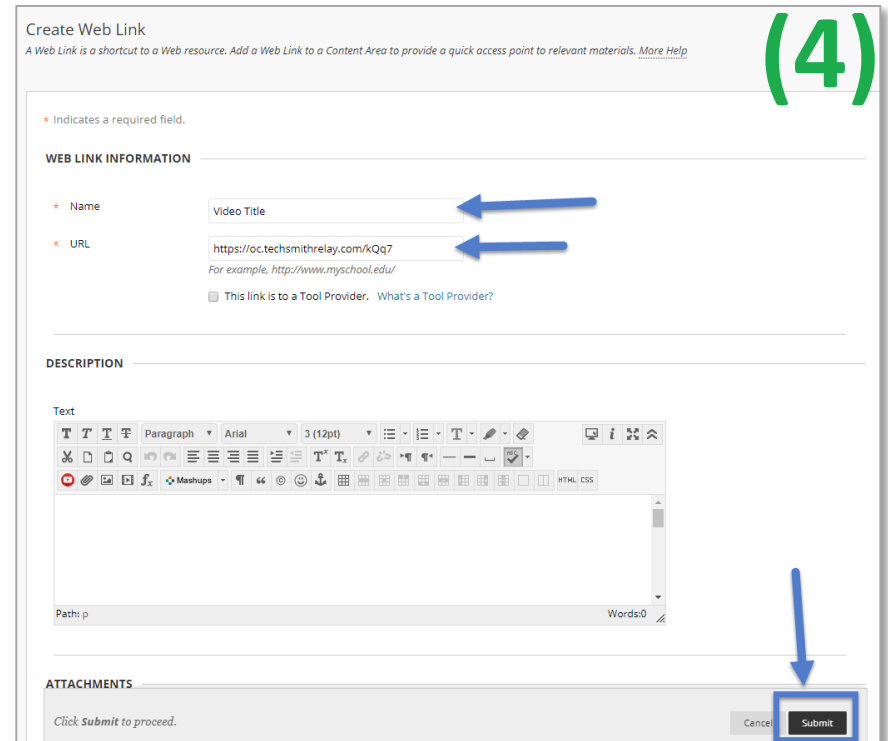 Create Web Link
A Web Link is a shortcut to a Web resource. Add a Web Link to a Content Area to provide a quick access point to relevant materials. More Help
(4)
* Indicates a required field.
WEB LINK INFORMATION
* Name
Video Title
* URL
https://oc.techsmithrelay.com/kQq7
For example, http://www.myschool.edu/
This link is to a Tool Provider. What's a Tool Provider?
DESCRIPTION
Text
T T T T Paragraph Arial 3 (12pt) T i
Tx Tx ¶ ¶ ABC
fx Mashups ¶ “ © HTML CSS
Path: p Words:0
ATTACHMENTS
Click Submit to proceed. Cancel Submit